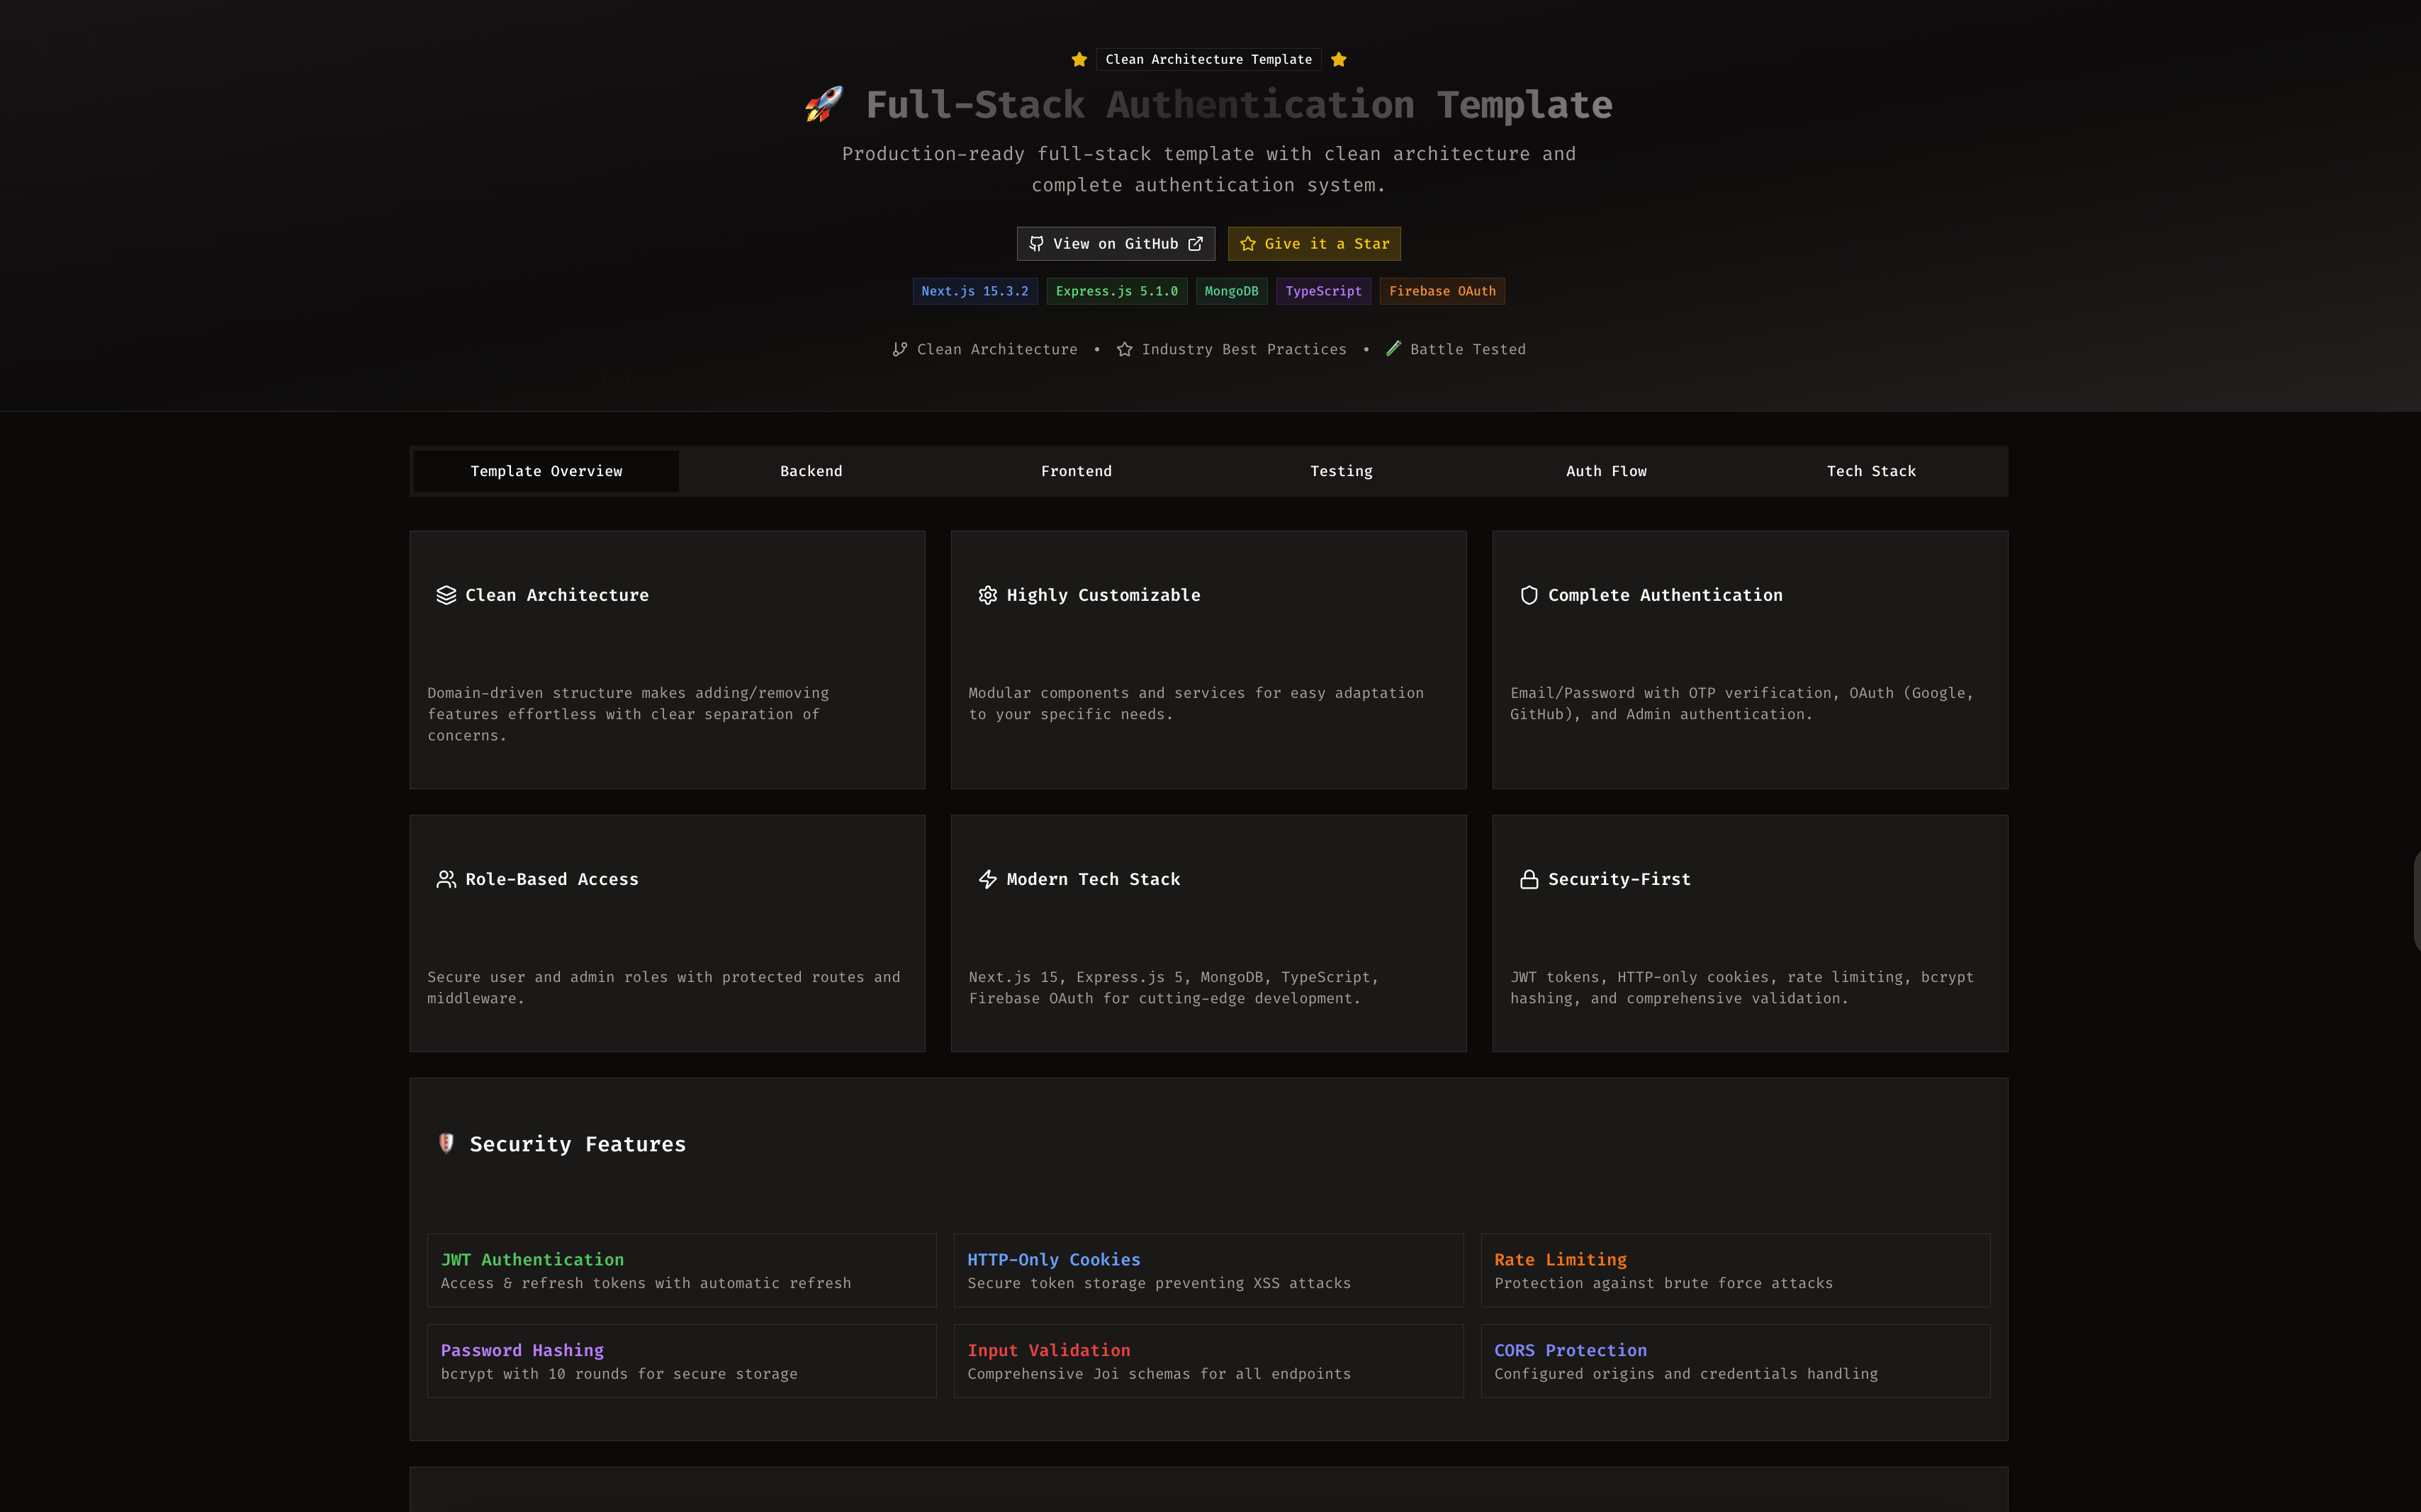 Clean Architecture Template
🚀 Full-Stack Authentication Template
Production-ready full-stack template with clean architecture and
complete authentication system.
View on GitHub
Give it a Star
Next.js 15.3.2
Express.js 5.1.0
MongoDB
TypeScript
Firebase OAuth
Clean Architecture • Industry Best Practices • 🧪 Battle Tested
Template Overview
Backend
Frontend
Testing
Auth Flow
Tech Stack
Clean Architecture
Domain-driven structure makes adding/removing
features effortless with clear separation of
concerns.
Highly Customizable
Modular components and services for easy adaptation
to your specific needs.
Complete Authentication
Email/Password with OTP verification, OAuth (Google,
GitHub), and Admin authentication.
Role-Based Access
Secure user and admin roles with protected routes and
middleware.
Modern Tech Stack
Next.js 15, Express.js 5, MongoDB, TypeScript,
Firebase OAuth for cutting-edge development.
Security-First
JWT tokens, HTTP-only cookies, rate limiting, bcrypt
hashing, and comprehensive validation.
🛡️ Security Features
JWT Authentication
Access & refresh tokens with automatic refresh
HTTP-Only Cookies
Secure token storage preventing XSS attacks
Rate Limiting
Protection against brute force attacks
Password Hashing
bcrypt with 10 rounds for secure storage
Input Validation
Comprehensive Joi schemas for all endpoints
CORS Protection
Configured origins and credentials handling